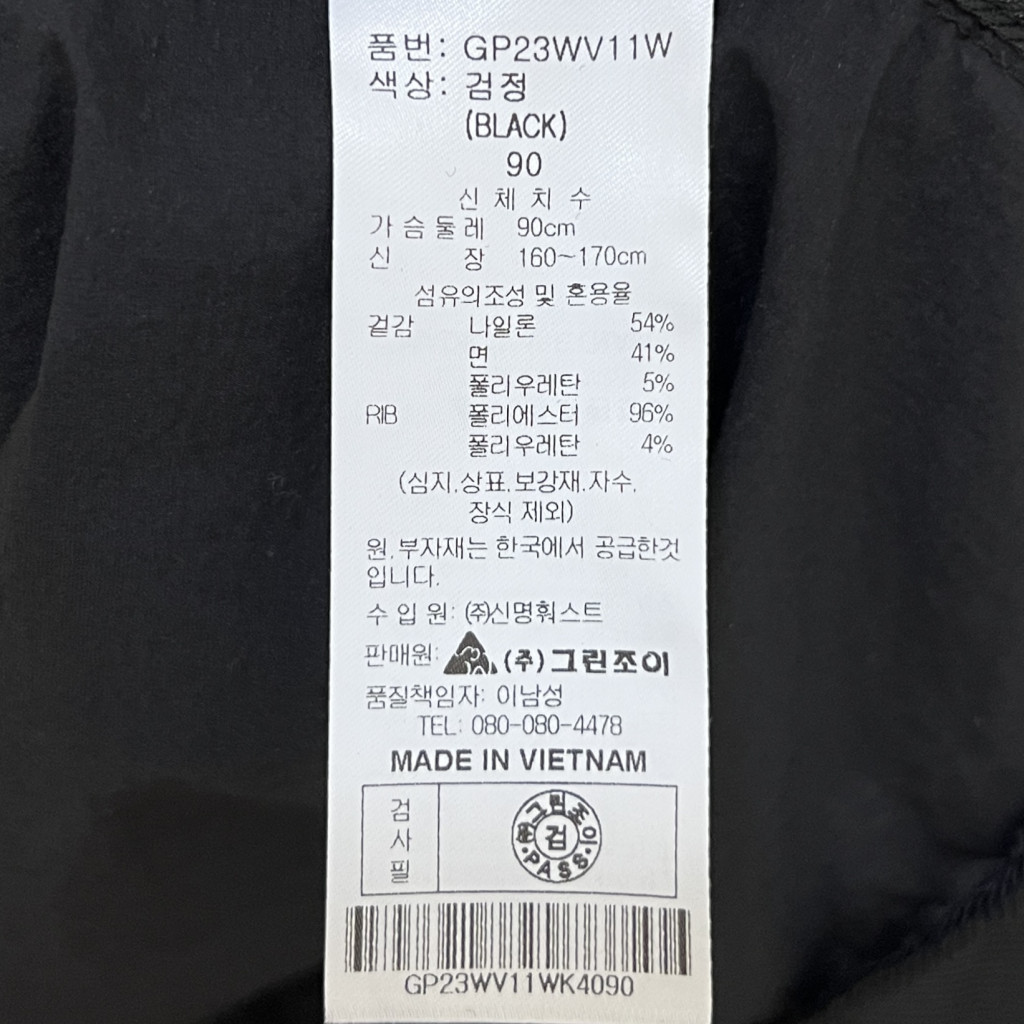 품번: GP23WV11W
색상: 검정
(BLACK)
90
신 체 치 수
가슴둘레 90cm
신 장 160~170cm
섬유의조성 및 혼용율
겉감 나일론 54%
면 41%
폴리우레탄 5%
RIB 폴리에스터 96%
폴리우레탄 4%
(심지.상표.보강재.자수.
장식 제외)
원.부자재는 한국에서 공급한것
입니다.
수 입 원: (주)신명훠스트
판매원: (주)그린조이
품질책임자: 이남성
TEL: 080-080-4478
MADE IN VIETNAM
검
사
필
(주)그린조이
검
·PASS·
GP23WV11WK4090